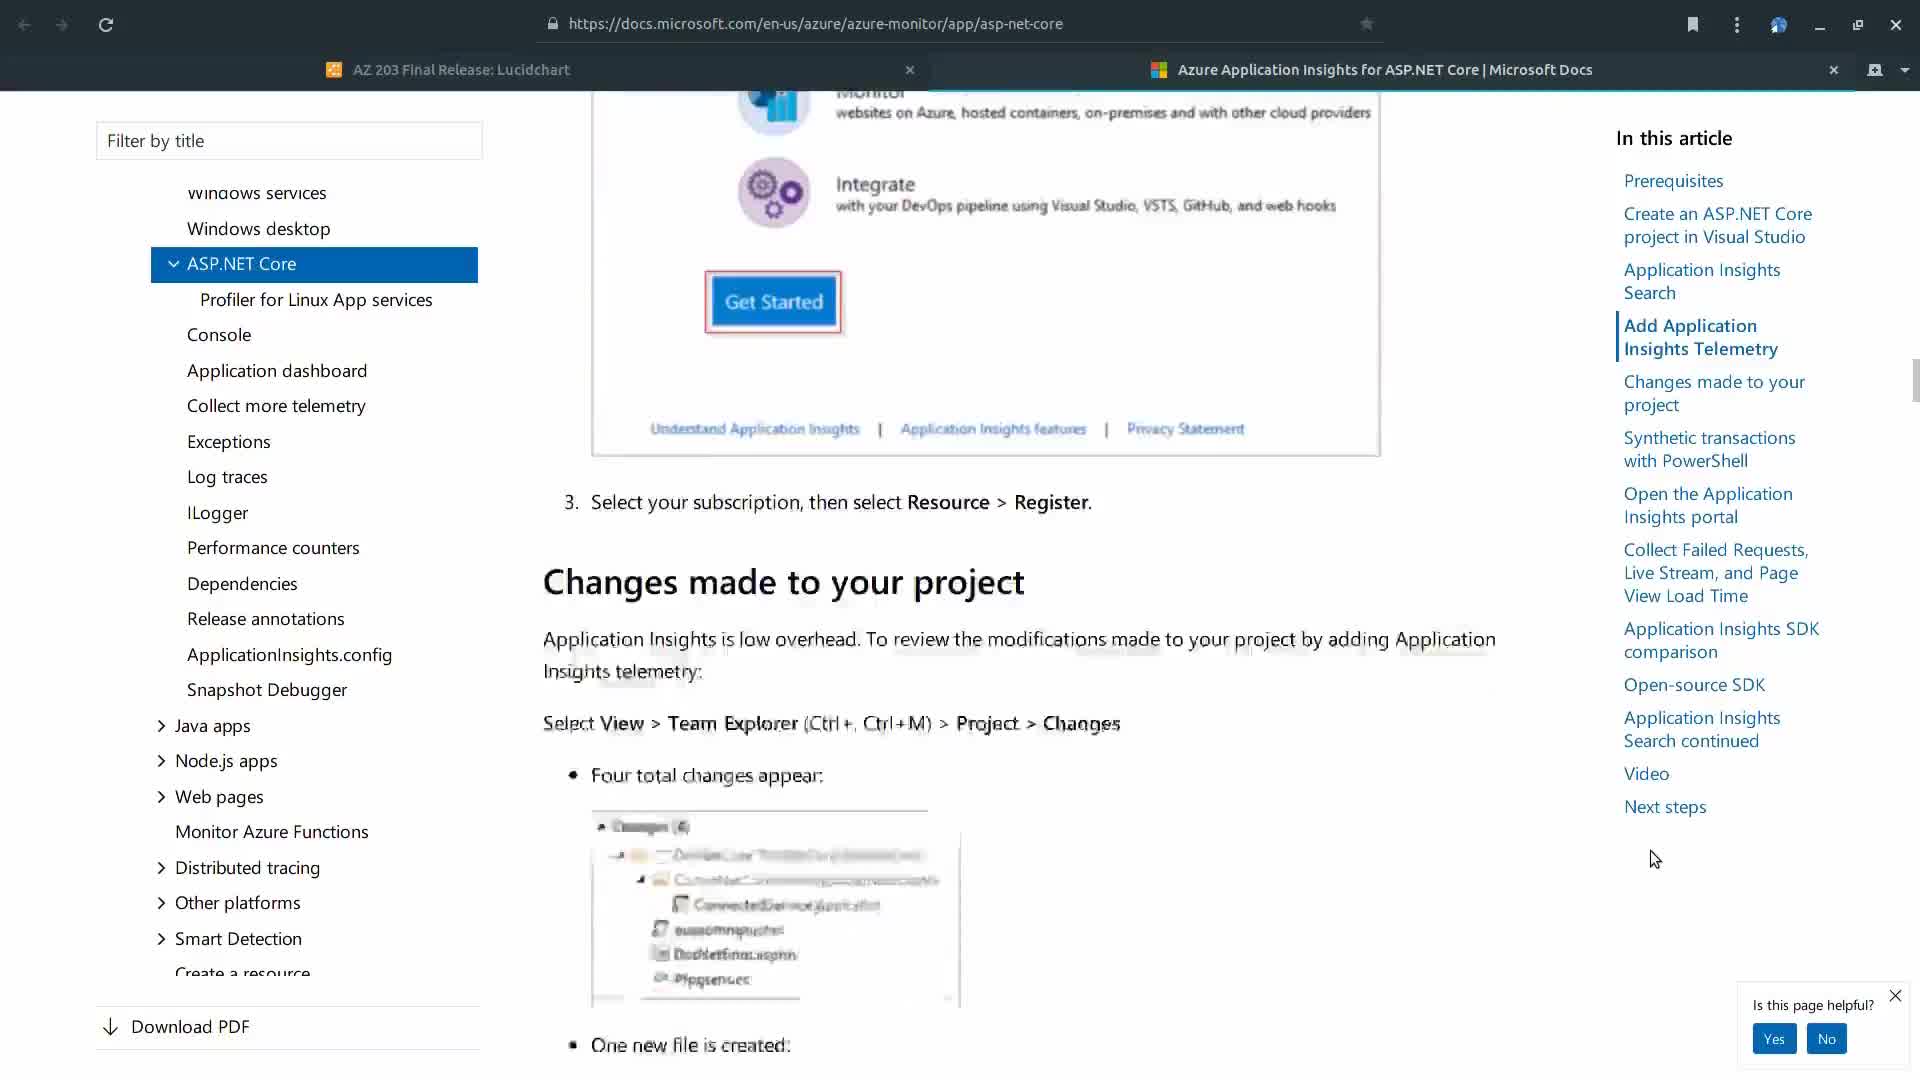 https://docs.microsoft.com/en-us/azure/azure-monitor/app/asp-net-core
AZ 203 Final Release: Lucidchart
Azure Application Insights for ASP.NET Core | Microsoft Docs
Filter by title
Windows services
Windows desktop
ASP.NET Core
Profiler for Linux App services
Console
Application dashboard
Collect more telemetry
Exceptions
Log traces
ILogger
Performance counters
Dependencies
Release annotations
ApplicationInsights.config
Snapshot Debugger
Java apps
Node.js apps
Web pages
Monitor Azure Functions
Distributed tracing
Other platforms
Smart Detection
Create a resource
Download PDF
Monitor
websites on Azure, hosted containers, on-premises and with other cloud providers
Integrate
with your DevOps pipeline using Visual Studio, VSTS, GitHub, and web hooks
Get Started
Understand Application Insights | Application Insights features | Privacy Statement
3. Select your subscription, then select Resource > Register.
Changes made to your project
Application Insights is low overhead. To review the modifications made to your project by adding Application
Insights telemetry:
Select View > Team Explorer (Ctrl+, Ctrl+M) > Project > Changes
Four total changes appear:
Changes (4)
One new file is created:
In this article
Prerequisites
Create an ASP.NET Core
project in Visual Studio
Application Insights
Search
Add Application
Insights Telemetry
Changes made to your
project
Synthetic transactions
with PowerShell
Open the Application
Insights portal
Collect Failed Requests,
Live Stream, and Page
View Load Time
Application Insights SDK
comparison
Open-source SDK
Application Insights
Search continued
Video
Next steps
Is this page helpful?
Yes
No